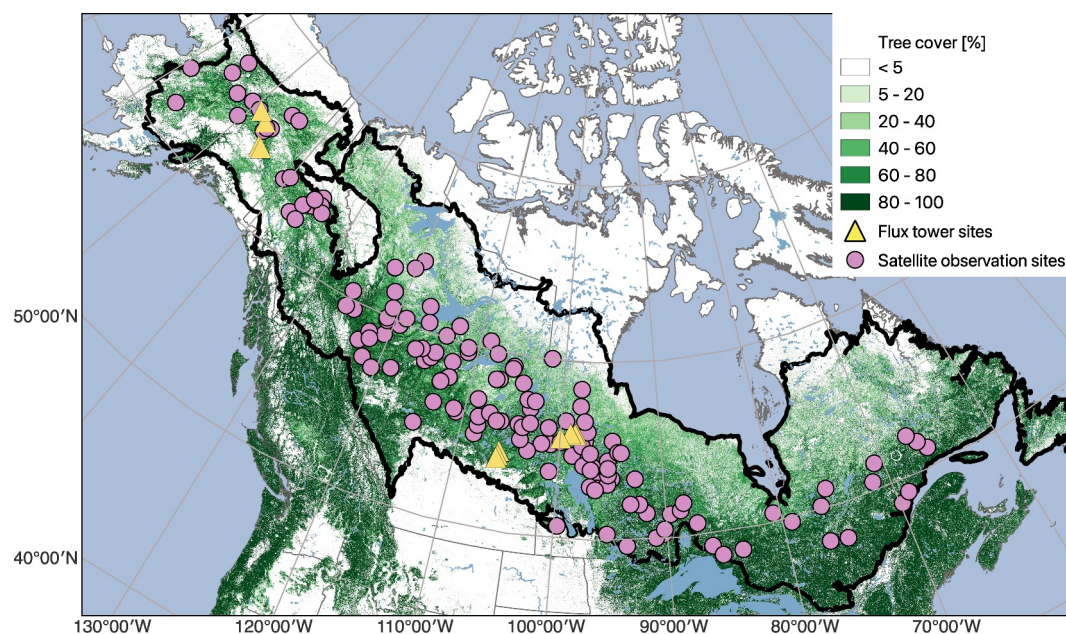 Tree cover [%]
< 5
5 - 20
20 - 40
40 - 60
60 - 80
80 - 100
Flux tower sites
Satellite observation sites
50°00′N
40°00′N
130°00′W 120°00′W 110°00′W 100°00′W 90°00′W 80°00′W 70°00′W